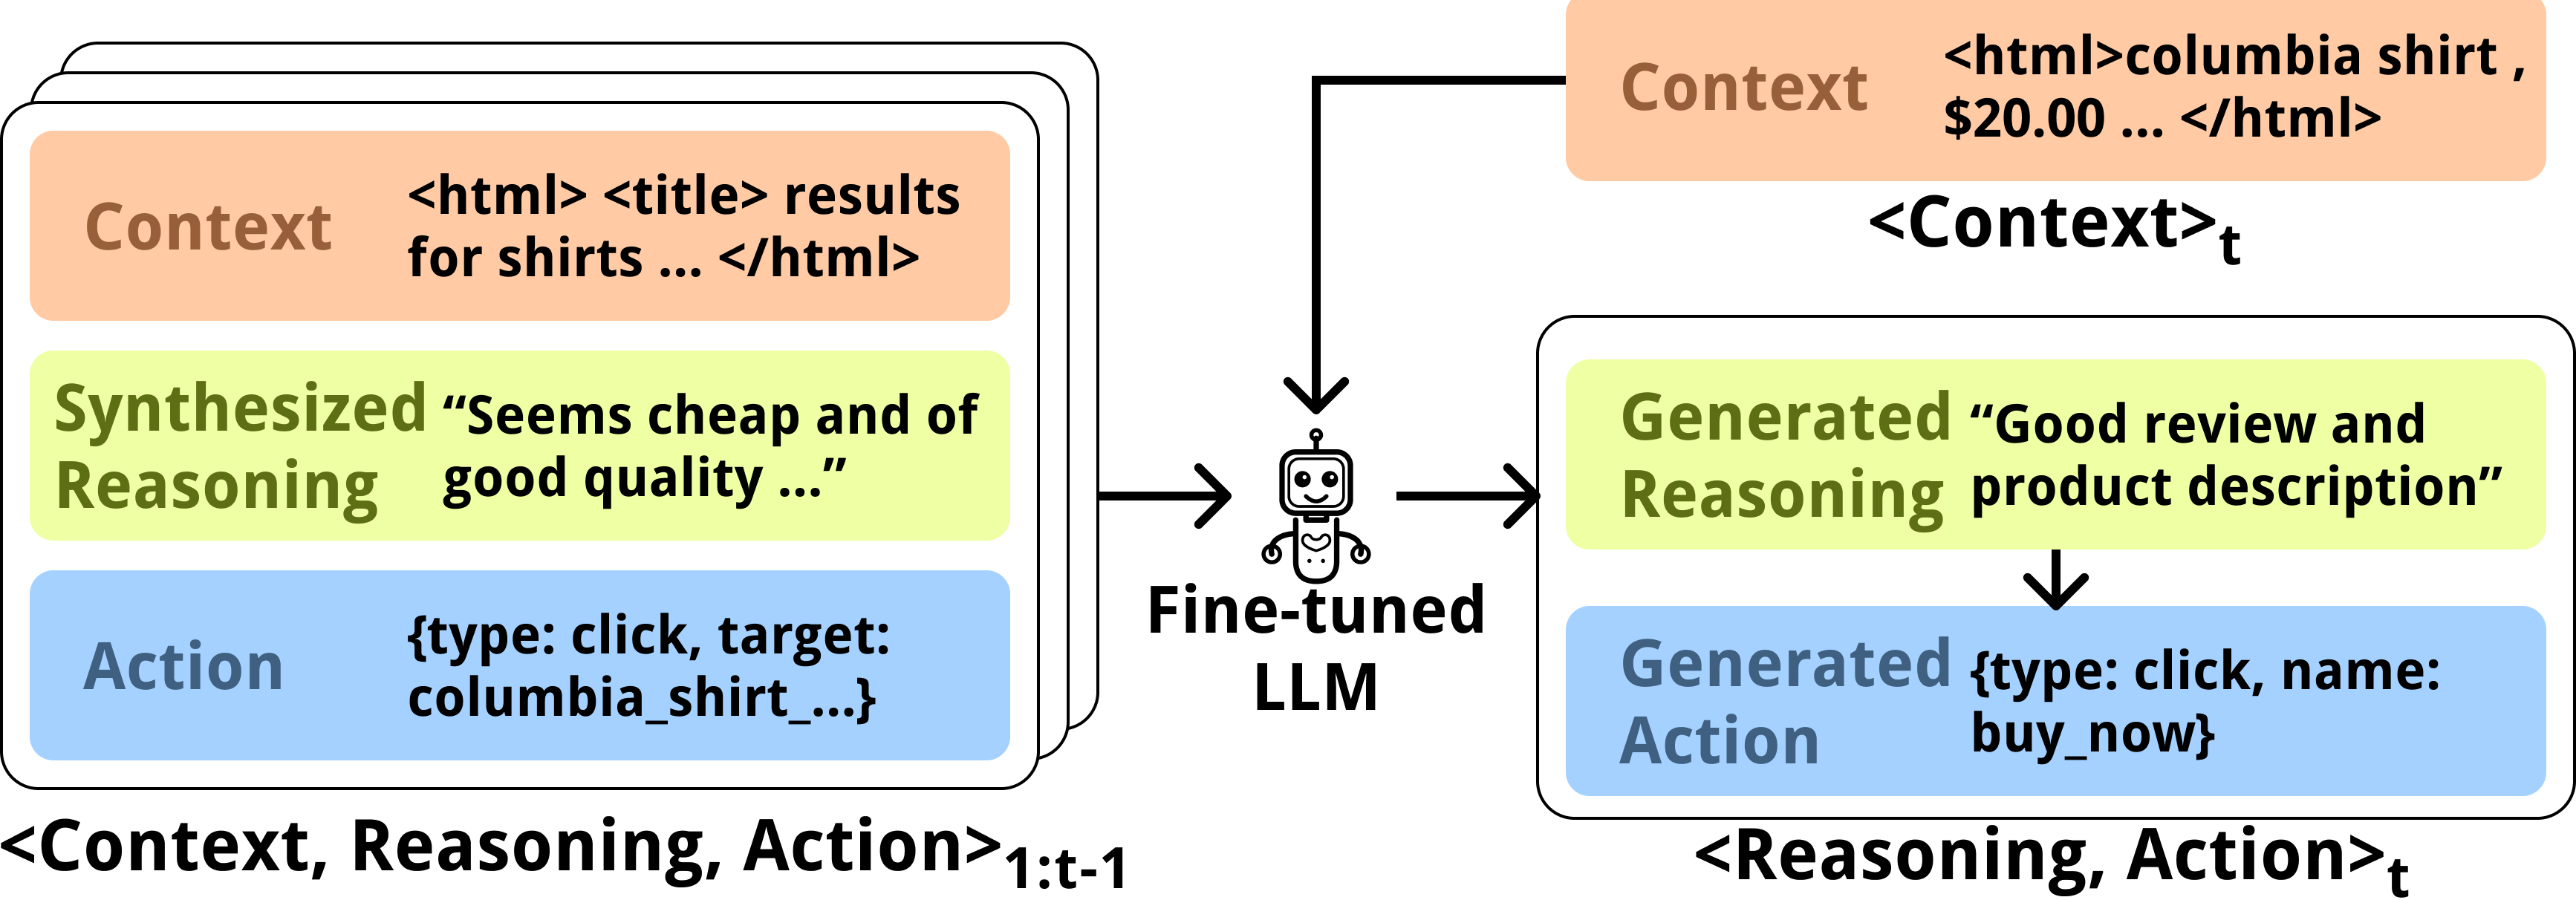 Context
<html> <title> results
for shirts ... </html>
Synthesized
Reasoning
“Seems cheap and of
good quality ...”
Action
{type: click, target:
columbia_shirt_...}
<Context, Reasoning, Action>1:t-1
Fine-tuned
LLM
Context
<html>columbia shirt ,
$20.00 ... </html>
<Context>t
Generated
Reasoning
“Good review and
product description”
Generated
Action
{type: click, name:
buy_now}
<Reasoning, Action>t